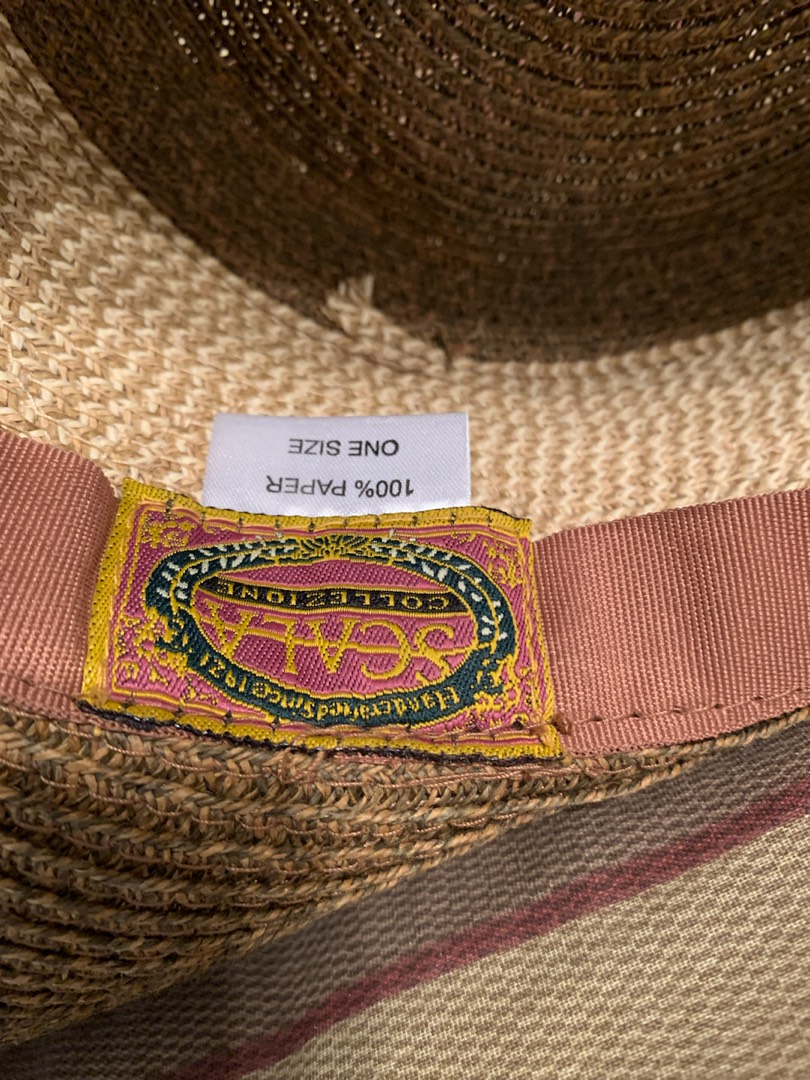 100% PAPER
ONE SIZE
Handcrafted Since 1921
SCALA
COLLEZIONE